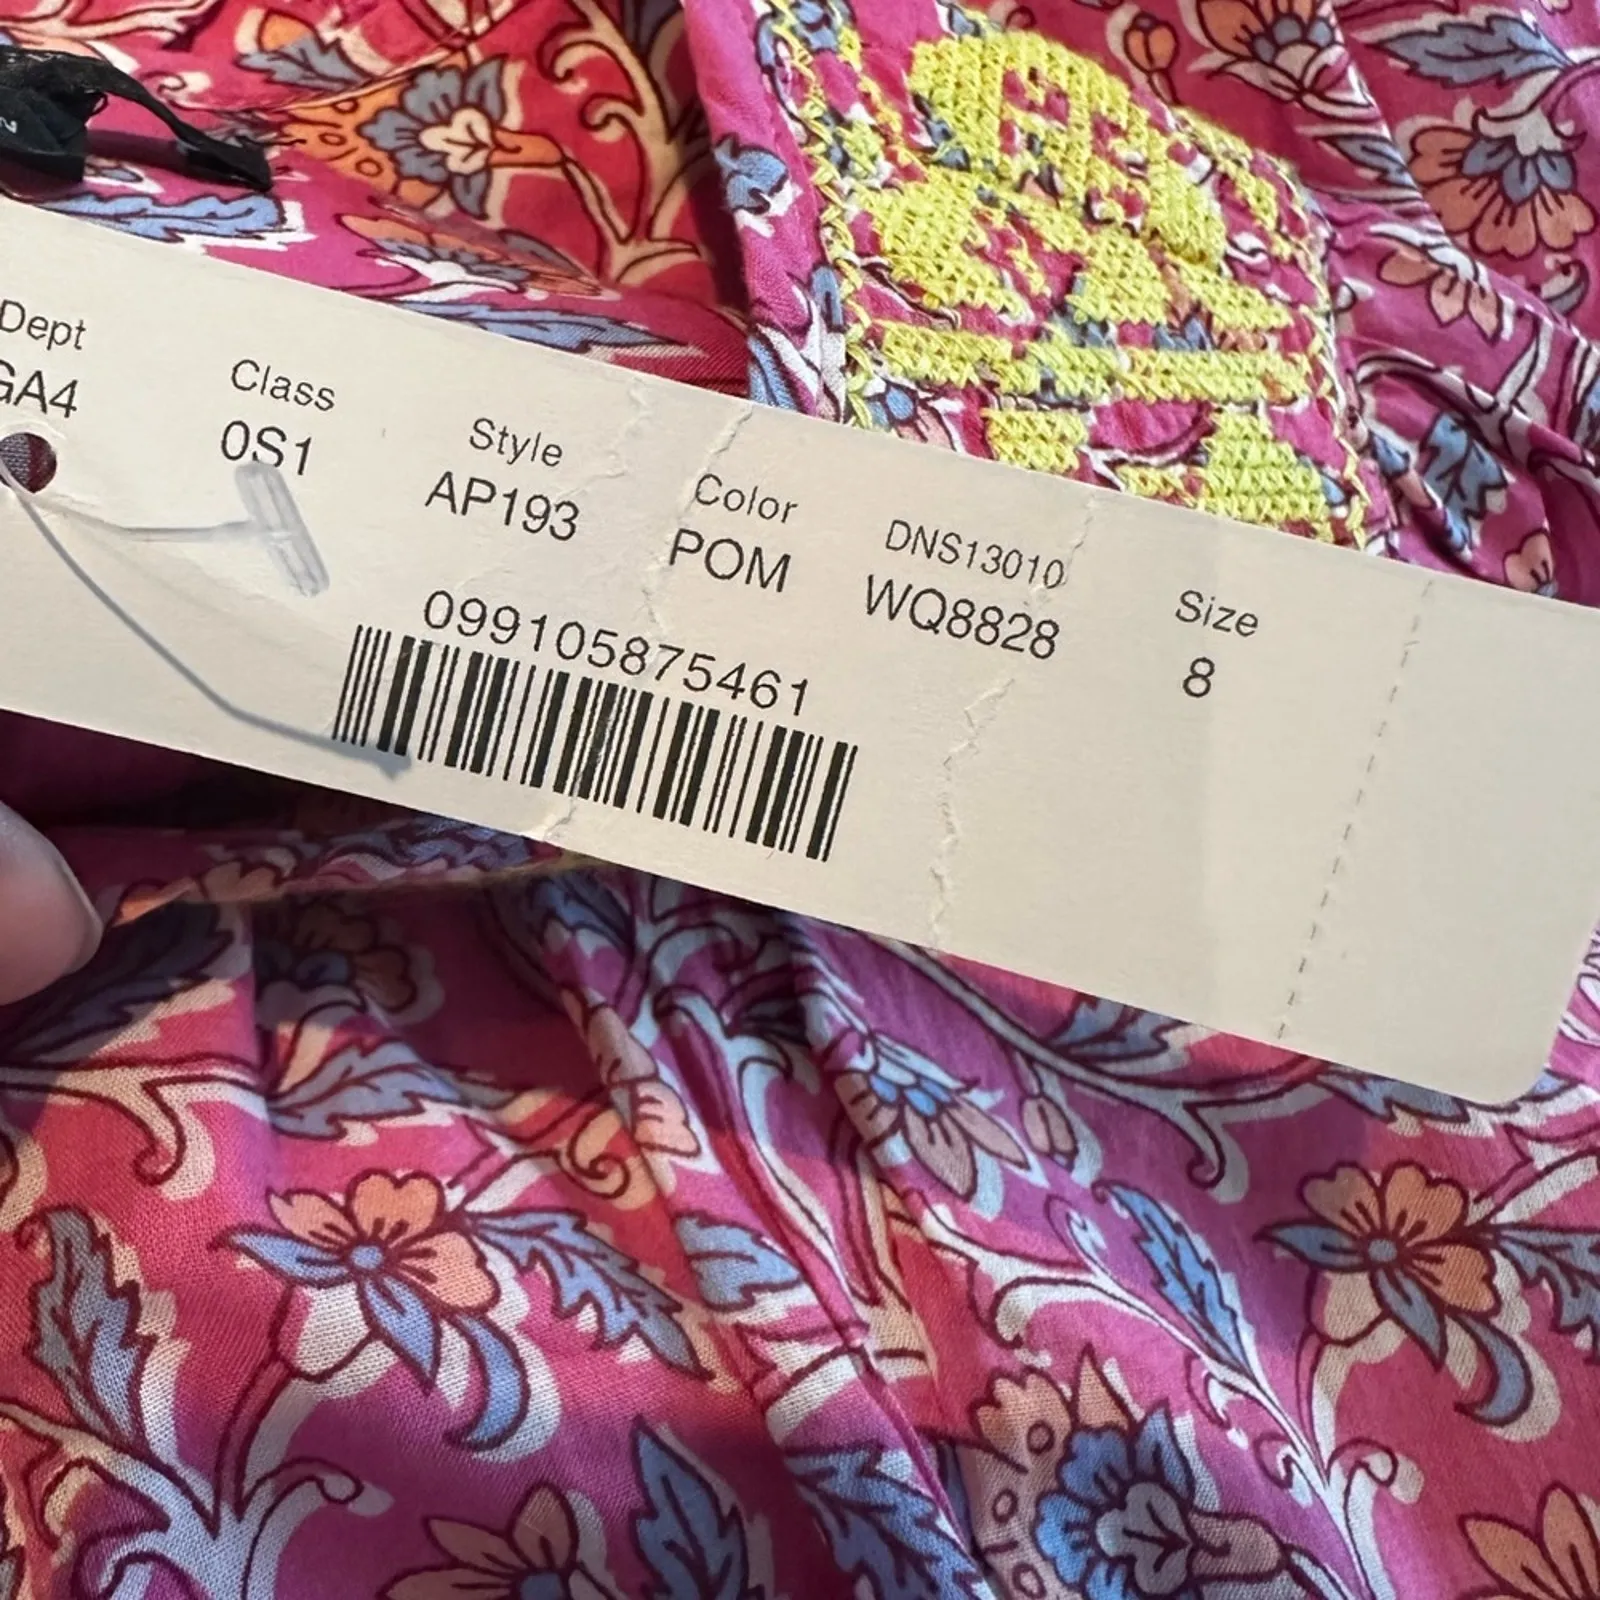 Dept Class Style Color DNS13010 Size
GA4 0S1 AP193 POM WQ8828 8
099105875461